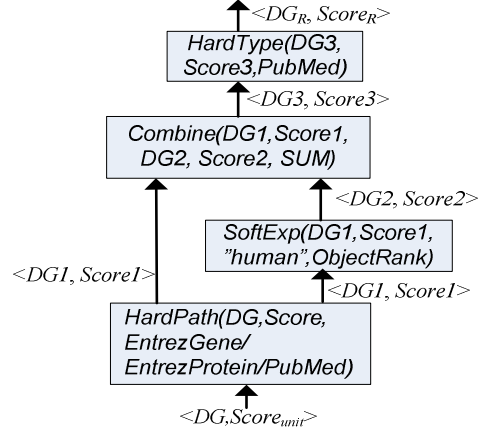 <DG_R, Score_R>
HardType(DG3,
Score3,PubMed)
<DG3, Score3>
Combine(DG1,Score1,
DG2, Score2, SUM)
<DG2, Score2>
SoftExp(DG1,Score1,
"human",ObjectRank)
<DG1, Score1>
<DG1, Score1>
HardPath(DG,Score,
EntrezGene/
EntrezProtein/PubMed)
<DG,Score_unit>